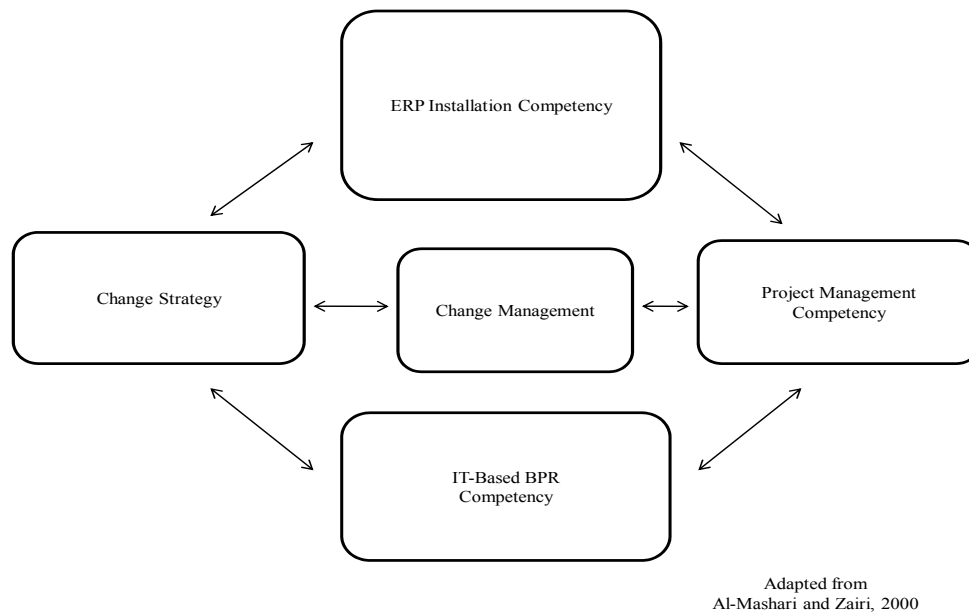 ERP Installation Competency
Change Strategy
Change Management
Project Management
Competency
IT-Based BPR
Competency
Adapted from
Al-Mashari and Zairi, 2000